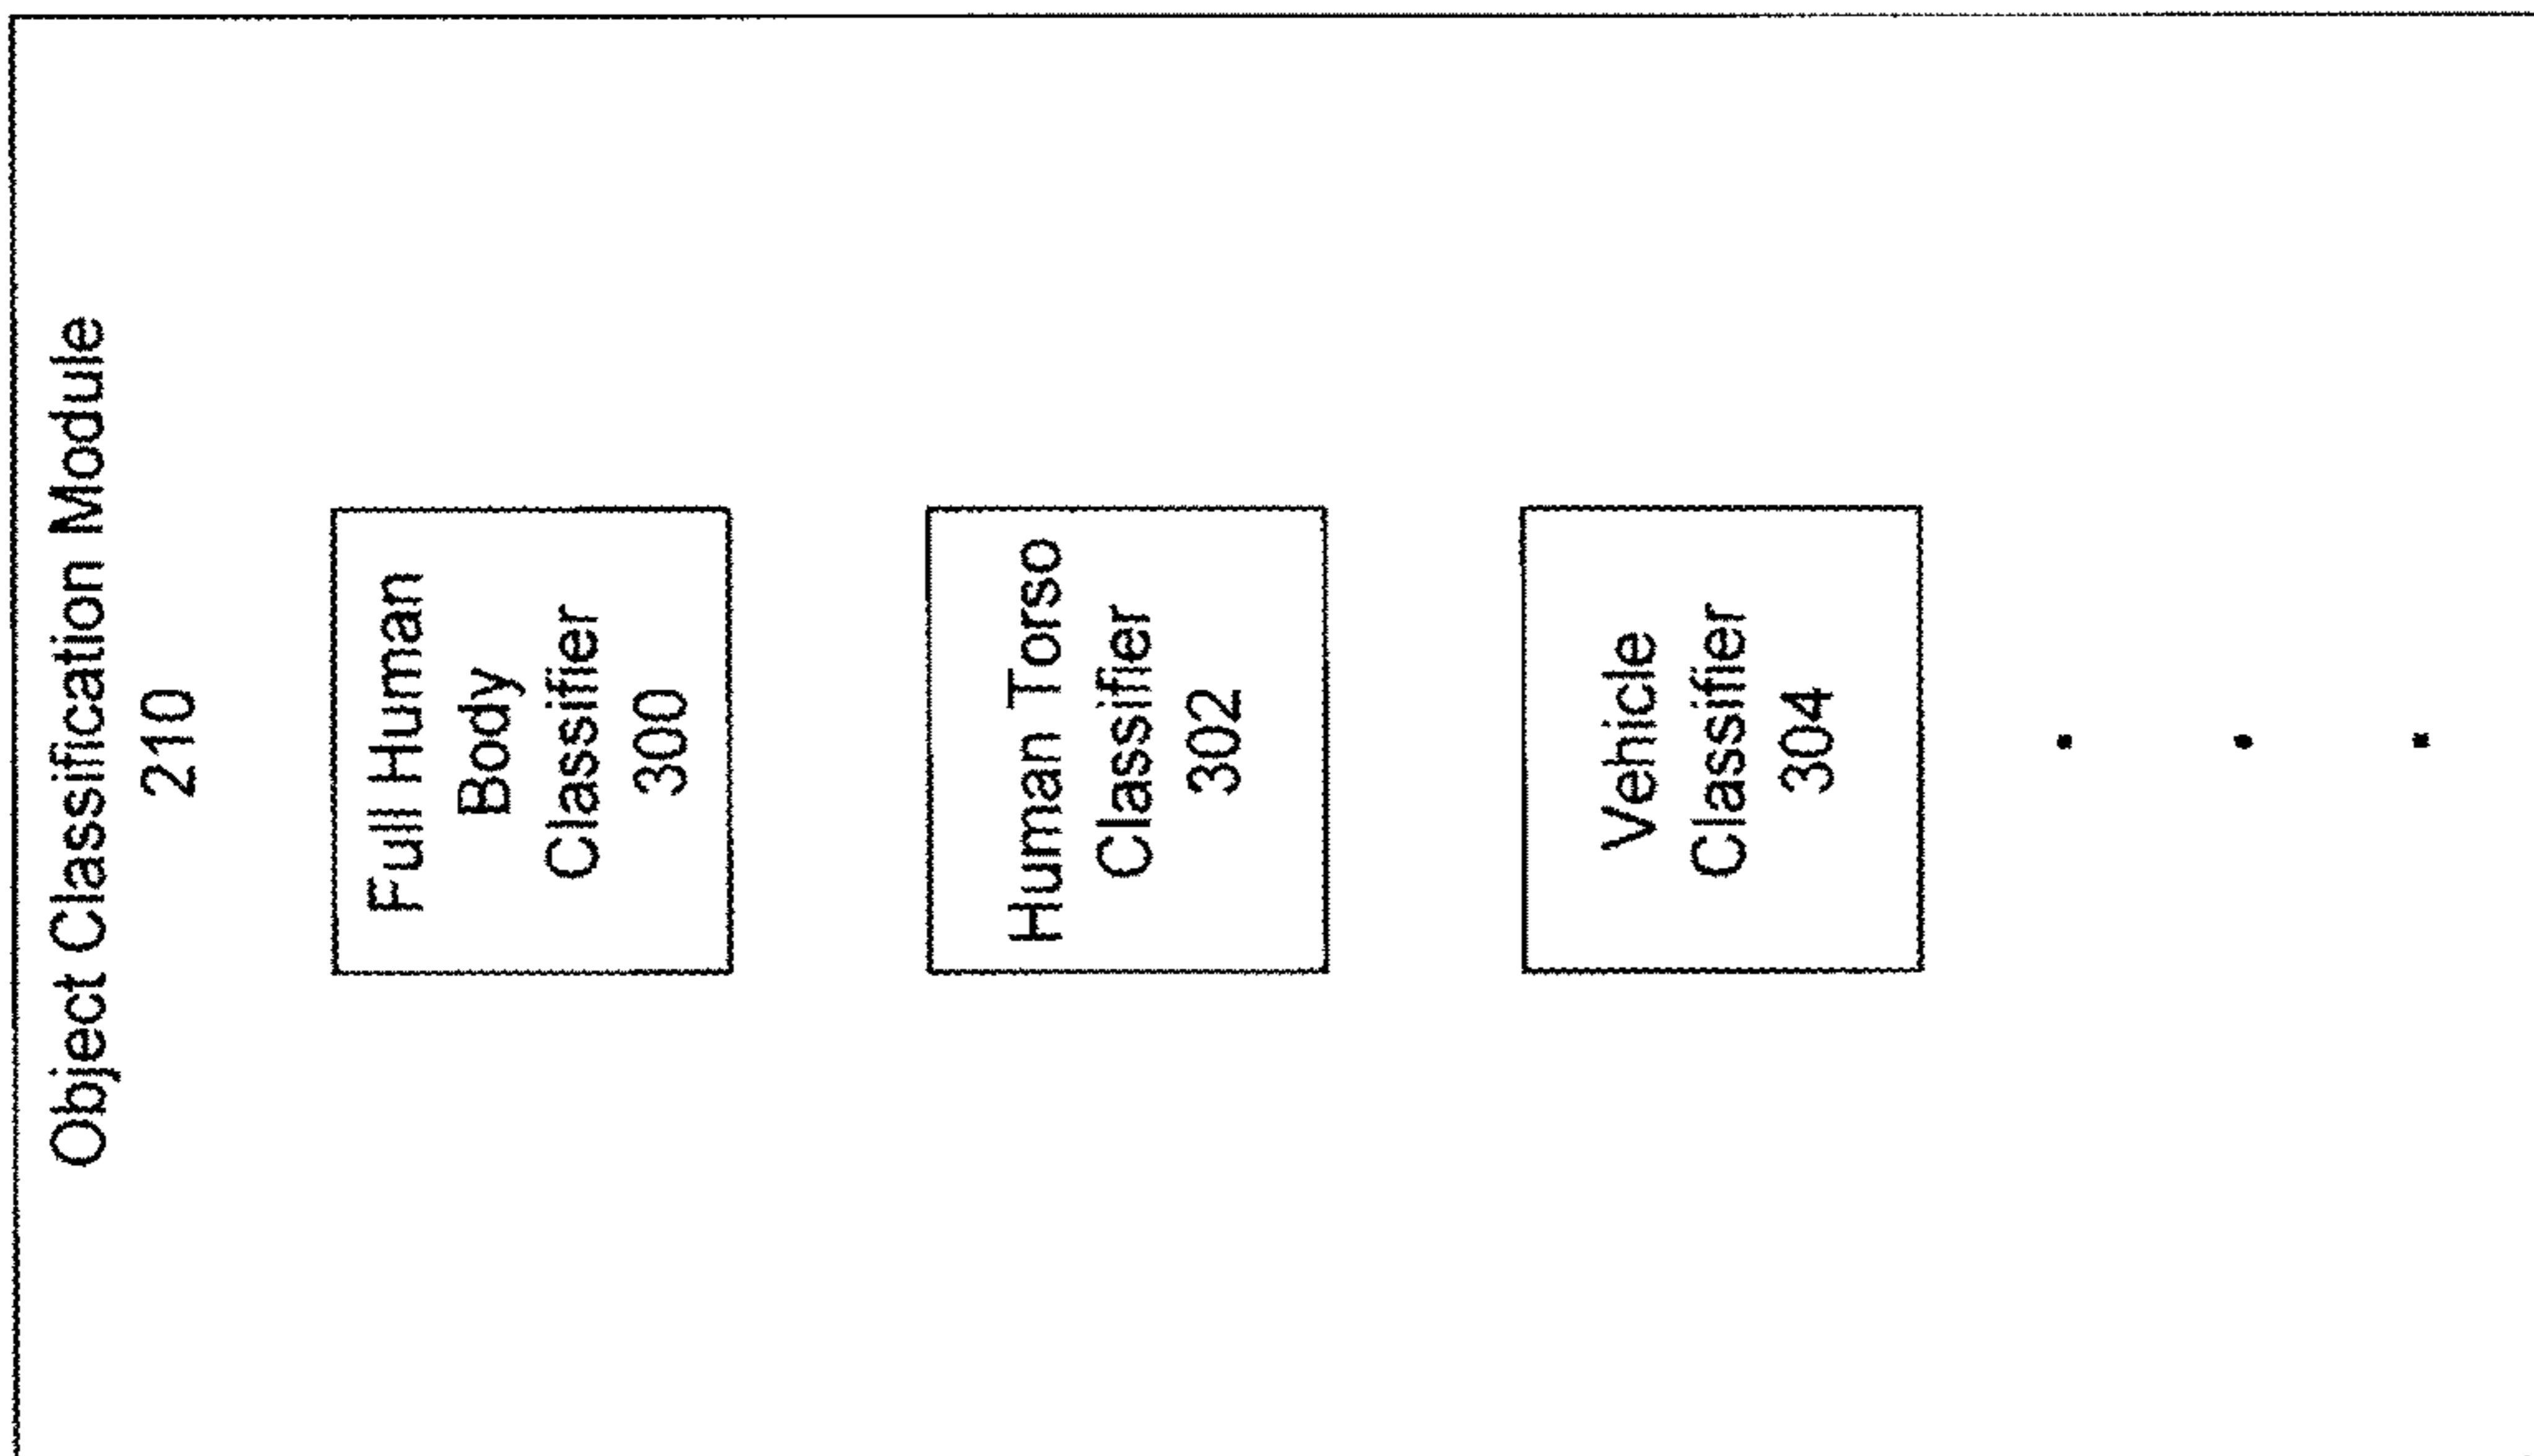 Object Classification Module
210
Full Human
Body
Classifier
300
Human Torso
Classifier
302
Vehicle
Classifier
304